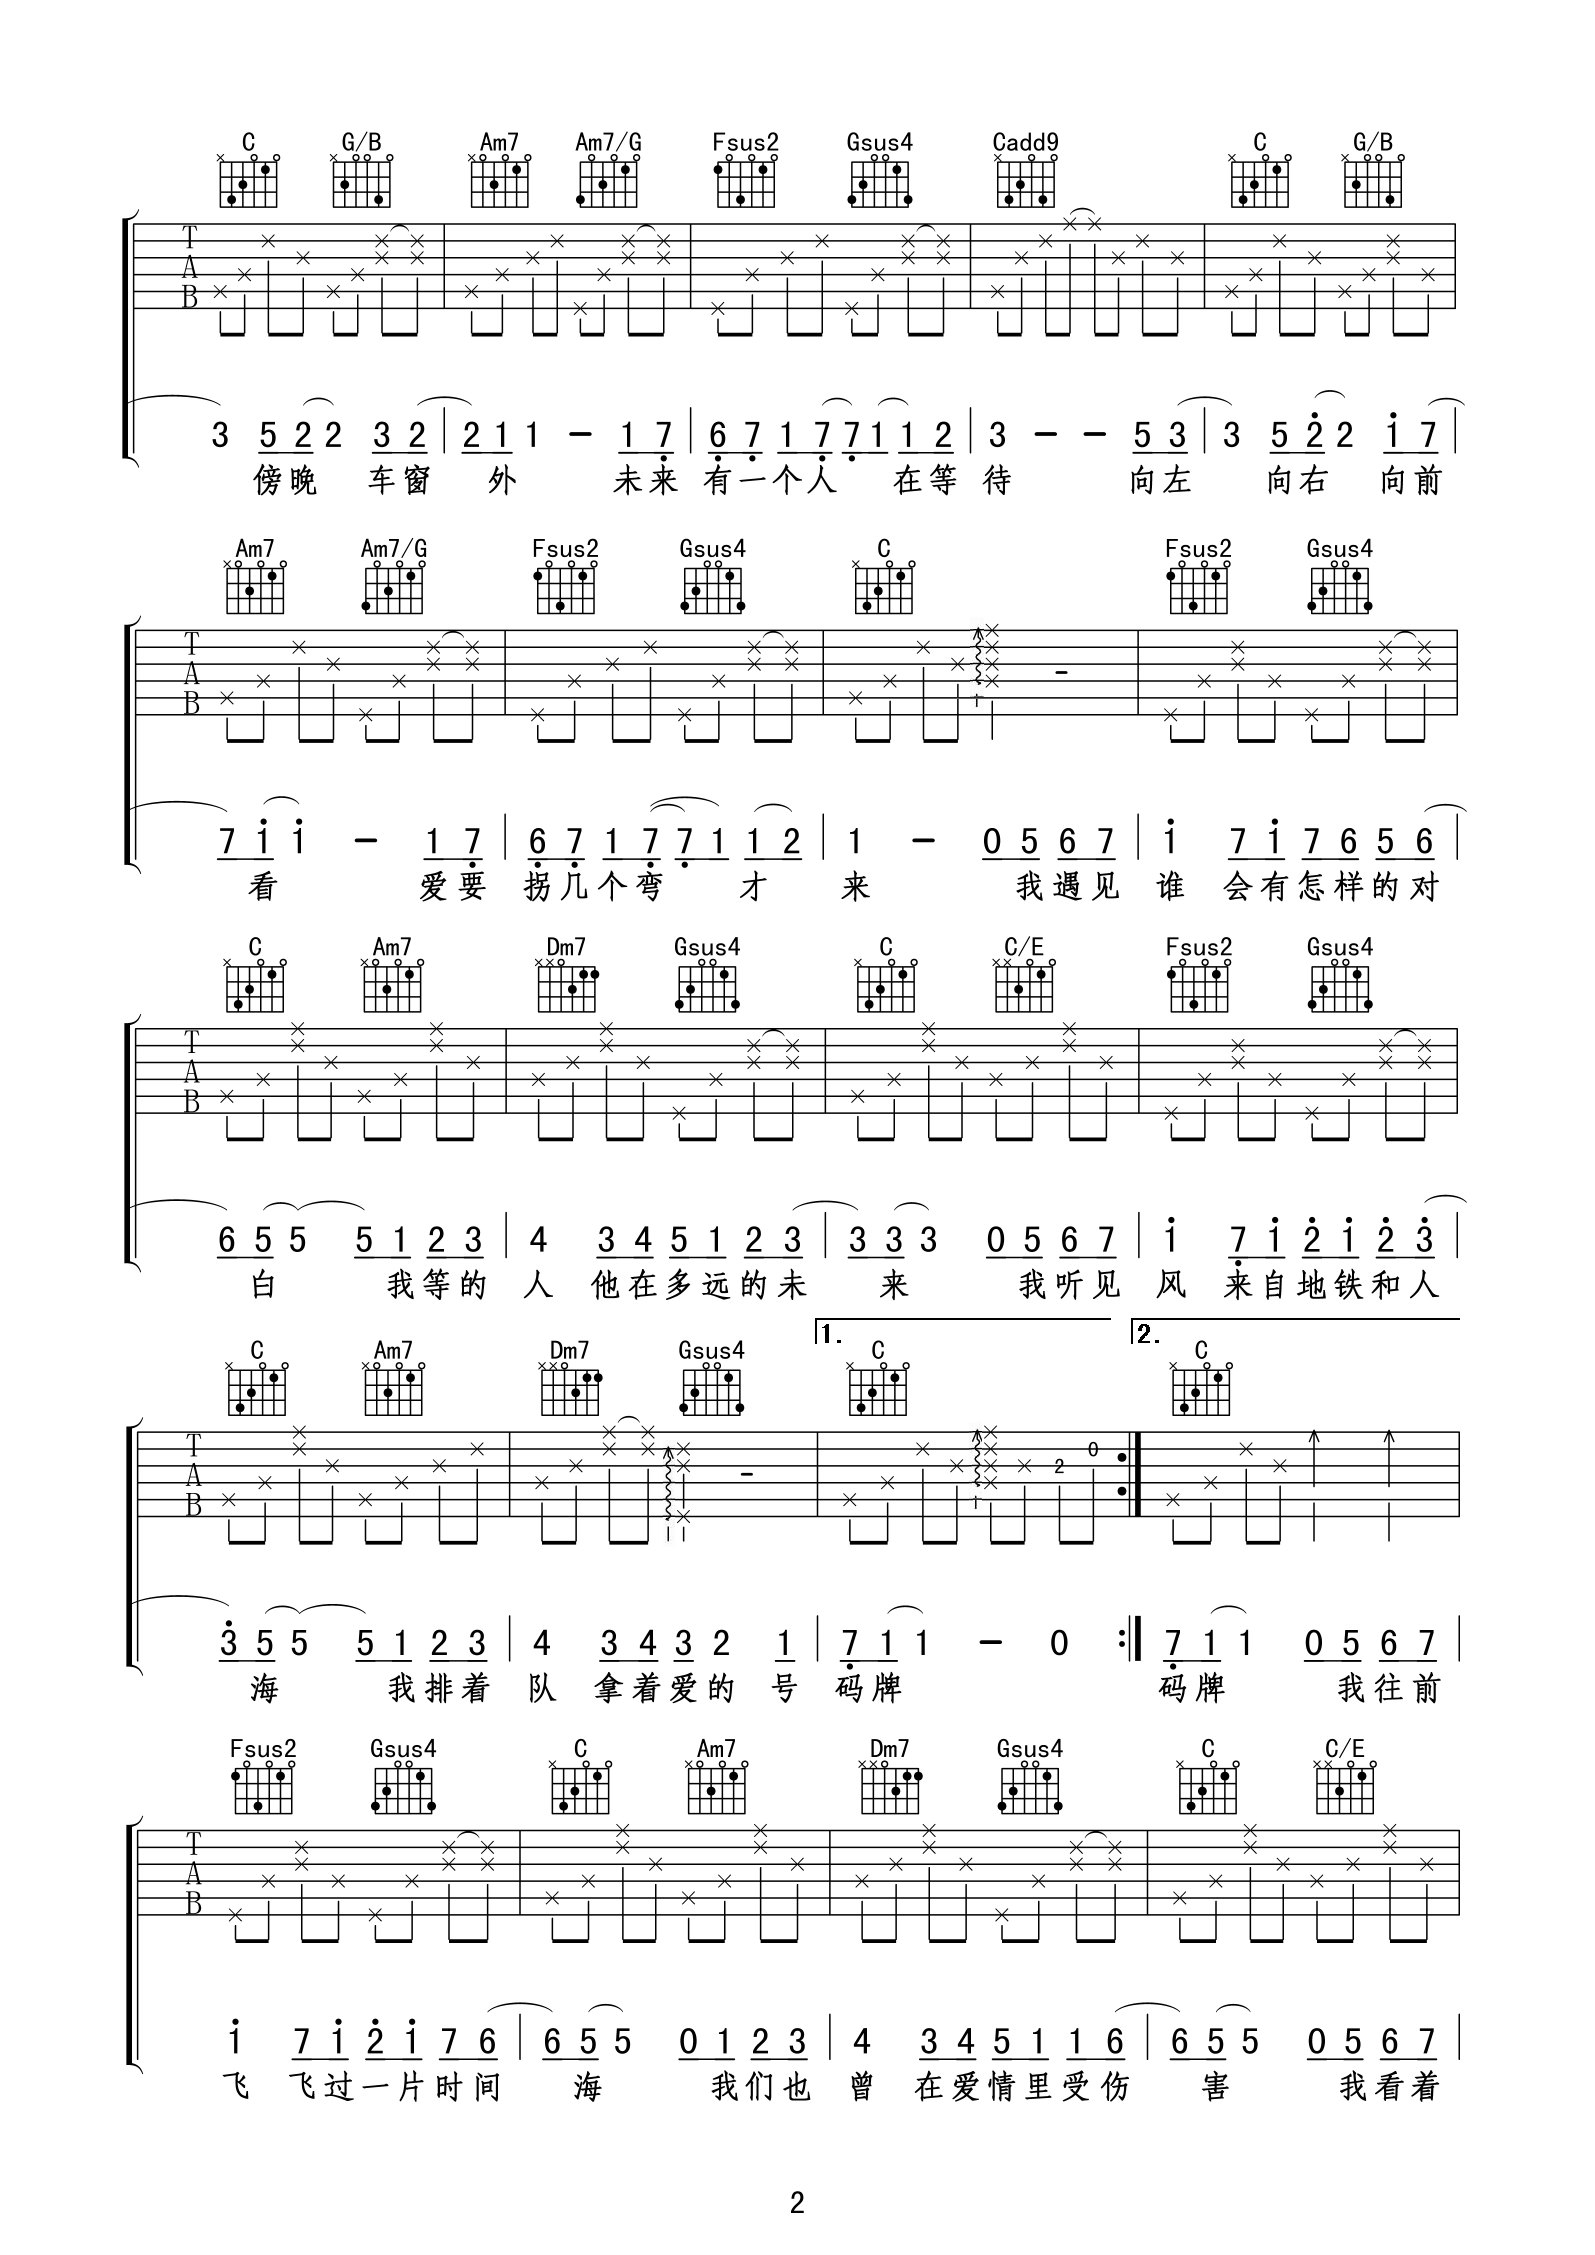 C G/B Am7 Am7/G Fsus2 Gsus4 Cadd9 C G/B
T
A
B
3 5 2 2 3 2 | 2 1 1 - 1 7̣ | 6̣ 7̣ 1 7̣ 7̣ 1 1 2 | 3 - - 5 3 | 3 5 2̇ 2 1̇ 7 |
傍晚 车窗 外 未来 有一个人 在等 待 向左 向右 向前
Am7 Am7/G Fsus2 Gsus4 C Fsus2 Gsus4
T
A
B
7 1̇ 1̇ - 1 7̣ | 6̣ 7̣ 1 7̣ 7̣ 1 1 2 | 1 - 0 5 6 7 | 1̇ 7 1̇ 7 6 5 6 |
看 爱要 拐几个弯 才 来 我遇见 谁 会有怎样的对
C Am7 Dm7 Gsus4 C C/E Fsus2 Gsus4
T
A
B
6 5 5 5 1 2 3 | 4 3 4 5 1 2 3 | 3 3 3 0 5 6 7 | 1̇ 7̣ 1̇ 2̇ 1̇ 2̇ 3̇ |
白 我等的 人 他在多远的未 来 我听见 风 来自地铁和人
1. 2.
C Am7 Dm7 Gsus4 C C
T
A
B
2 0
3̇ 5 5 5 1 2 3 | 4 3 4 3 2 1 | 7̣ 1 1 - 0 :| 7̣ 1 1 0 5 6 7 |
海 我排着 队 拿着爱的 号 码牌 码牌 我往前
Fsus2 Gsus4 C Am7 Dm7 Gsus4 C C/E
T
A
B
1̇ 7 1̇ 2̇ 1̇ 7 6 | 6 5 5 0 1 2 3 | 4 3 4 5 1 1 6 | 6 5 5 0 5 6 7 |
飞 飞过一片时间 海 我们也 曾 在爱情里受伤 害 我看着
2